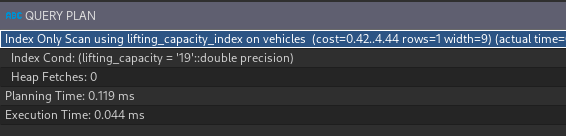 ABC QUERY PLAN
Index Only Scan using lifting_capacity_index on vehicles (cost=0.42..4.44 rows=1 width=9) (actual time=
Index Cond: (lifting_capacity = '19'::double precision)
Heap Fetches: 0
Planning Time: 0.119 ms
Execution Time: 0.044 ms